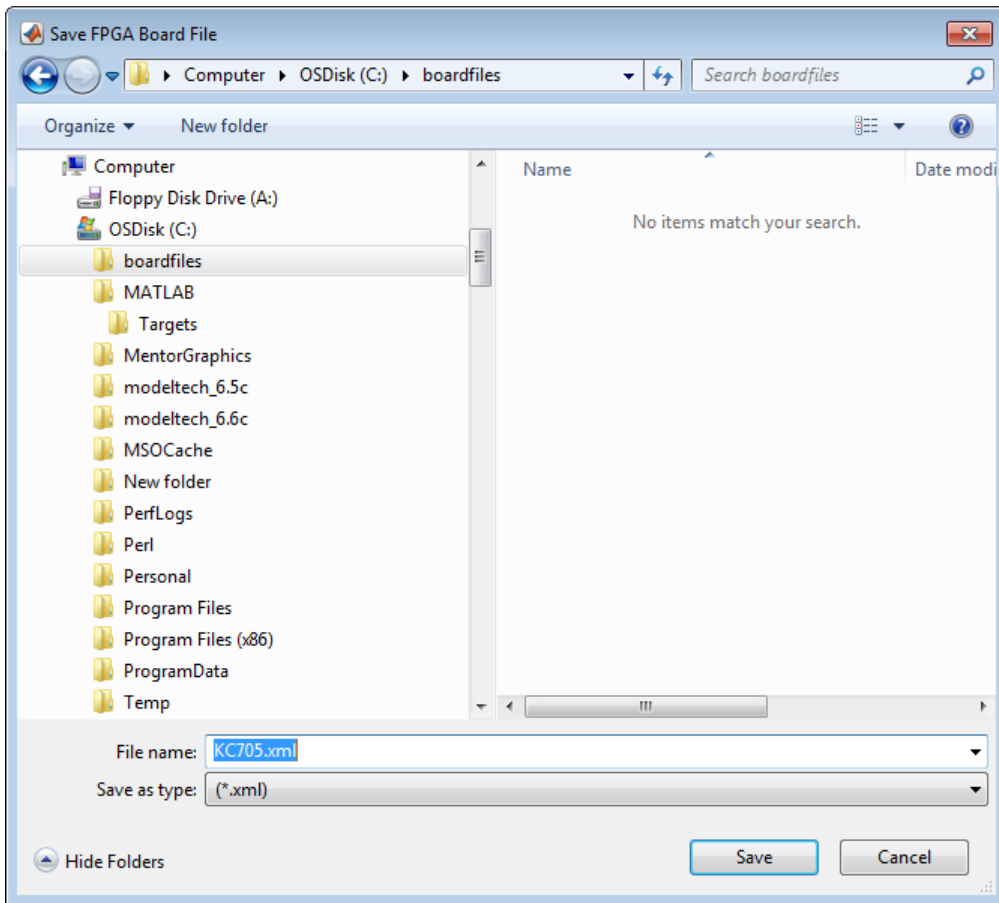 Save FPGA Board File
Computer OSDisk (C:) boardfiles Search boardfiles
Organize New folder
Computer
Floppy Disk Drive (A:)
OSDisk (C:)
boardfiles
MATLAB
Targets
MentorGraphics
modeltech_6.5c
modeltech_6.6c
MSOCache
New folder
PerfLogs
Perl
Personal
Program Files
Program Files (x86)
ProgramData
Temp
Name Date modi
No items match your search.
File name: KC705.xml
Save as type: (*.xml)
Hide Folders Save Cancel